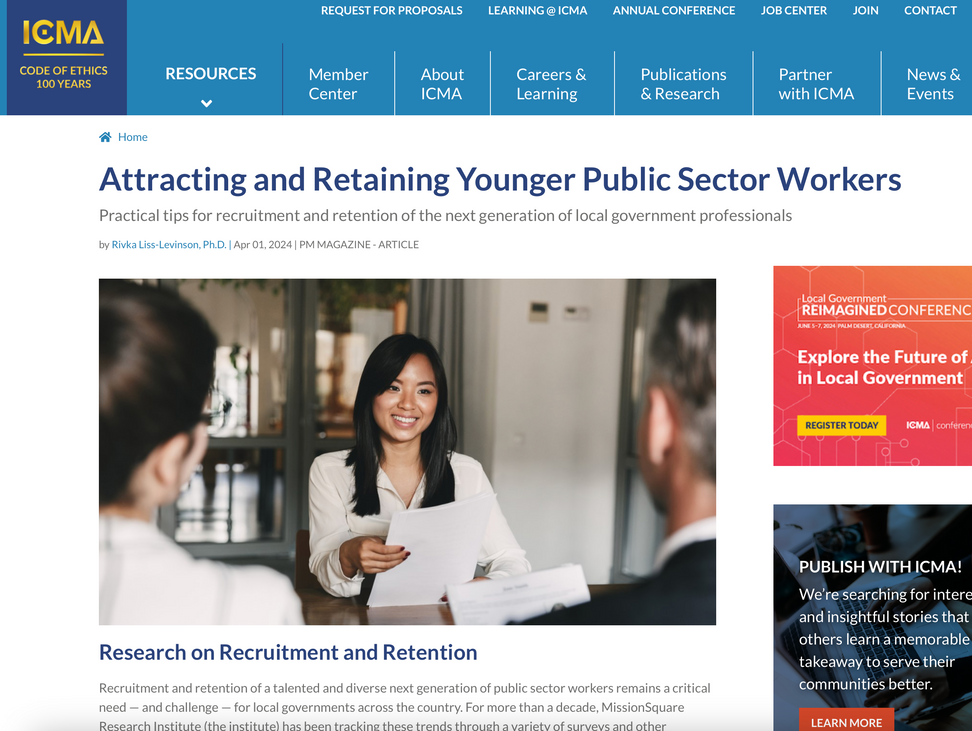 ICMA
CODE OF ETHICS
100 YEARS
REQUEST FOR PROPOSALS LEARNING @ ICMA ANNUAL CONFERENCE JOB CENTER JOIN CONTACT
RESOURCES
Member
Center
About
ICMA
Careers &
Learning
Publications
& Research
Partner
with ICMA
News &
Events
Home
Attracting and Retaining Younger Public Sector Workers
Practical tips for recruitment and retention of the next generation of local government professionals
by Rivka Liss-Levinson, Ph.D. | Apr 01, 2024 | PM MAGAZINE - ARTICLE
Research on Recruitment and Retention
Recruitment and retention of a talented and diverse next generation of public sector workers remains a critical
need — and challenge — for local governments across the country. For more than a decade, MissionSquare
Research Institute (the institute) has been tracking these trends through a variety of surveys and other
Local Government
REIMAGINED CONFERENC
JUNE 5-7, 2024 PALM DESERT, CALIFORNIA
Explore the Future of
in Local Government
REGISTER TODAY
ICMA | conferenc
PUBLISH WITH ICMA!
We're searching for intere
and insightful stories that
others learn a memorable
takeaway to serve their
communities better.
LEARN MORE